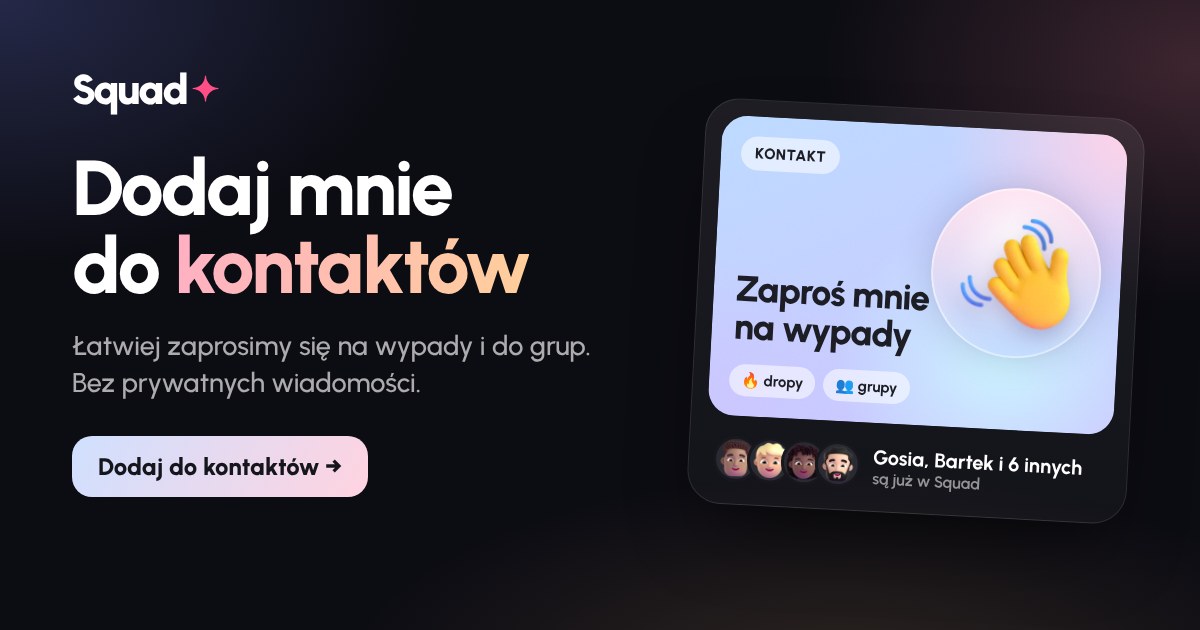 Squad
Dodaj mnie
do kontaktów
Łatwiej zaprosimy się na wypady i do grup.
Bez prywatnych wiadomości.
Dodaj do kontaktów →
KONTAKT
Zaproś mnie
na wypady
dropy
grupy
Gosia, Bartek i 6 innych
są już w Squad